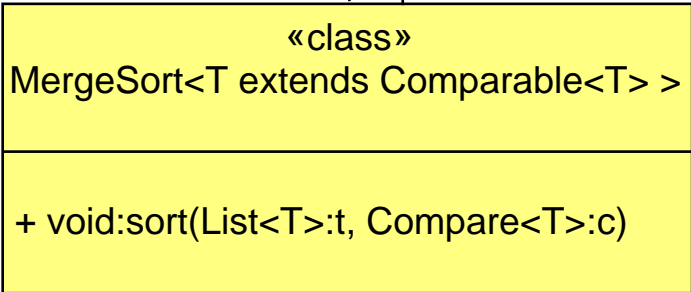 «class»
MergeSort<T extends Comparable<T> >
+ void:sort(List<T>:t, Compare<T>:c)